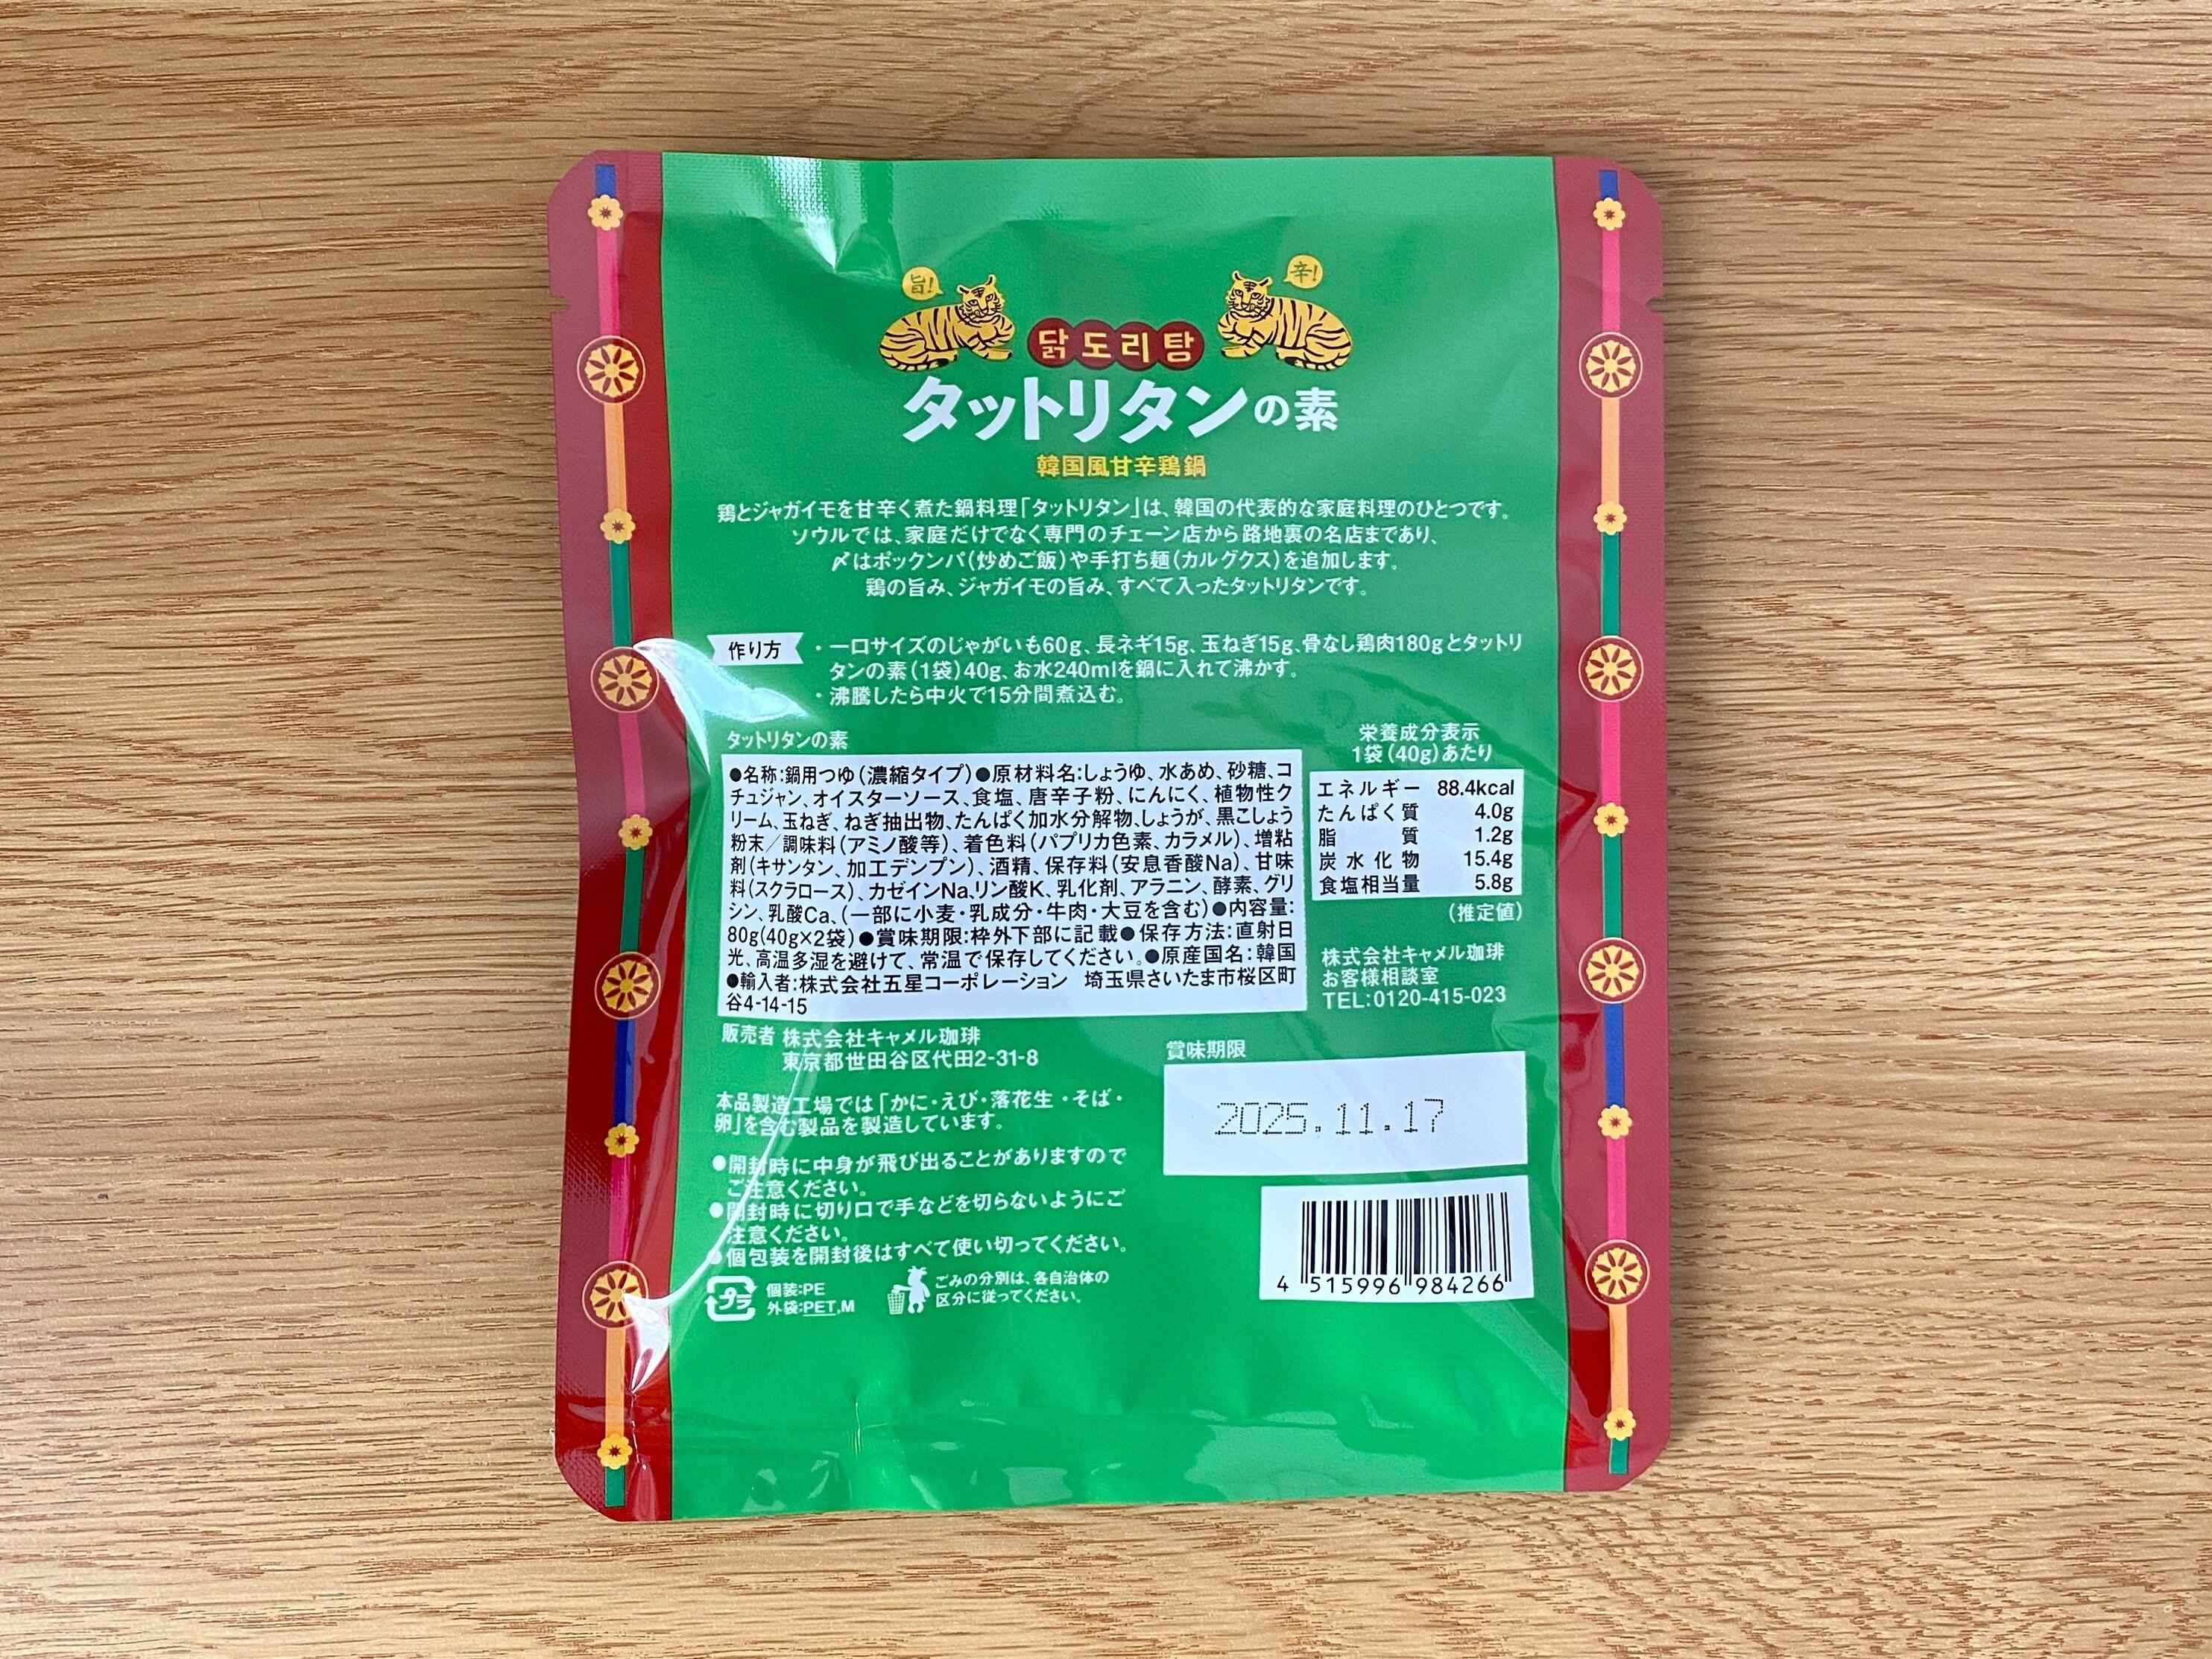 旨!
辛!
닭도리탕
タットリタンの素
韓国風甘辛鶏鍋
鶏とジャガイモを甘辛く煮た鍋料理「タットリタン」は、韓国の代表的な家庭料理のひとつです。
ソウルでは、家庭だけでなく専門のチェーン店から路地裏の名店まであり、
〆はポックンパ(炒めご飯)や手打ち麺(カルグクス)を追加します。
鶏の旨み、ジャガイモの旨み、すべて入ったタットリタンです。
作り方
・一口サイズのじゃがいも60g、長ネギ15g、玉ねぎ15g、骨なし鶏肉180gとタットリ
タンの素(1袋)40g、お水240mlを鍋に入れて沸かす。
・沸騰したら中火で15分間煮込む。
タットリタンの素
●名称:鍋用つゆ(濃縮タイプ)●原材料名:しょうゆ、水あめ、砂糖、コ
チュジャン、オイスターソース、食塩、唐辛子粉、にんにく、植物性ク
リーム、玉ねぎ、ねぎ抽出物、たんぱく加水分解物、しょうが、黒こしょう
粉末/調味料(アミノ酸等)、着色料(パプリカ色素、カラメル)、増粘
剤(キサンタン、加工デンプン)、酒精、保存料(安息香酸Na)、甘味
料(スクラロース)、カゼインNa、リン酸K、乳化剤、アラニン、酵素、グリ
シン、乳酸Ca、(一部に小麦・乳成分・牛肉・大豆を含む)●内容量:
80g(40g×2袋)●賞味期限:枠外下部に記載●保存方法:直射日
光、高温多湿を避けて、常温で保存してください。●原産国名:韓国
●輸入者:株式会社五星コーポレーション 埼玉県さいたま市桜区町
谷4-14-15
栄養成分表示
1袋(40g)あたり
エネルギー 88.4kcal
たんぱく質 4.0g
脂質 1.2g
炭水化物 15.4g
食塩相当量 5.8g
(推定値)
株式会社キャメル珈琲
お客様相談室
TEL:0120-415-023
販売者 株式会社キャメル珈琲
東京都世田谷区代田2-31-8
本品製造工場では「かに・えび・落花生・そば・
卵」を含む製品を製造しています。
●開封時に中身が飛び出ることがありますので
ご注意ください。
●開封時に切り口で手などを切らないようにご
注意ください。
●個包装を開封後はすべて使い切ってください。
プラ
個装:PE
外袋:PET,M
ごみの分別は、各自治体の
区分に従ってください。
賞味期限
2025.11.17
4 515996 984266